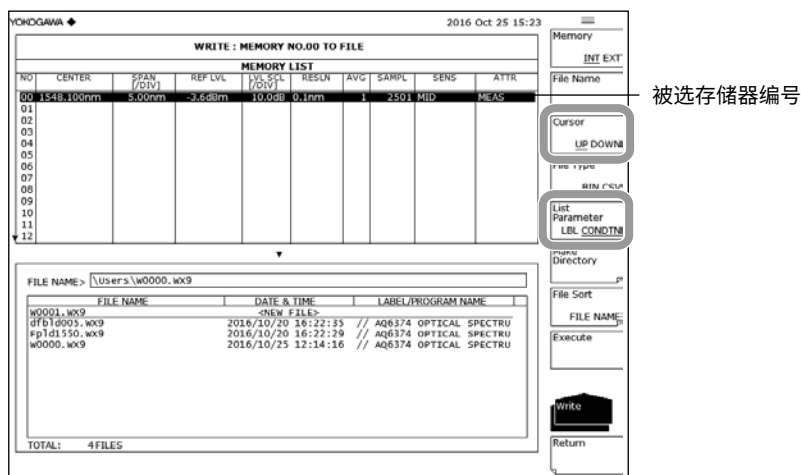 YOKOGAWA ◆ 2016 Oct 25 15:23
WRITE : MEMORY NO.00 TO FILE
MEMORY LIST
NO CENTER SPAN [/DIV] REF LVL LVL SCL [/DIV] RESLN AVG SAMPL SENS ATTR
00 1548.100nm 5.00nm -3.6dBm 10.0dB 0.1nm 1 2501 MID MEAS
01
02
03
04
05
06
07
08
09
10
11
12
FILE NAME> \Users\W0000.WX9
FILE NAME DATE & TIME LABEL/PROGRAM NAME
W0001.WX9 <NEW FILE>
dfbld005.WX9 2016/10/20 16:22:35 // AQ6374 OPTICAL SPECTRU
Fpld1550.WX9 2016/10/20 16:22:29 // AQ6374 OPTICAL SPECTRU
W0000.WX9 2016/10/25 12:14:16 // AQ6374 OPTICAL SPECTRU
TOTAL: 4FILES
Memory
INT EXT
File Name
Cursor
UP DOWN
File Type
BIN CSV
List
Parameter
LBL CONDTN
Make
Directory
File Sort
FILE NAME
Execute
Write
Return
被选存储器编号